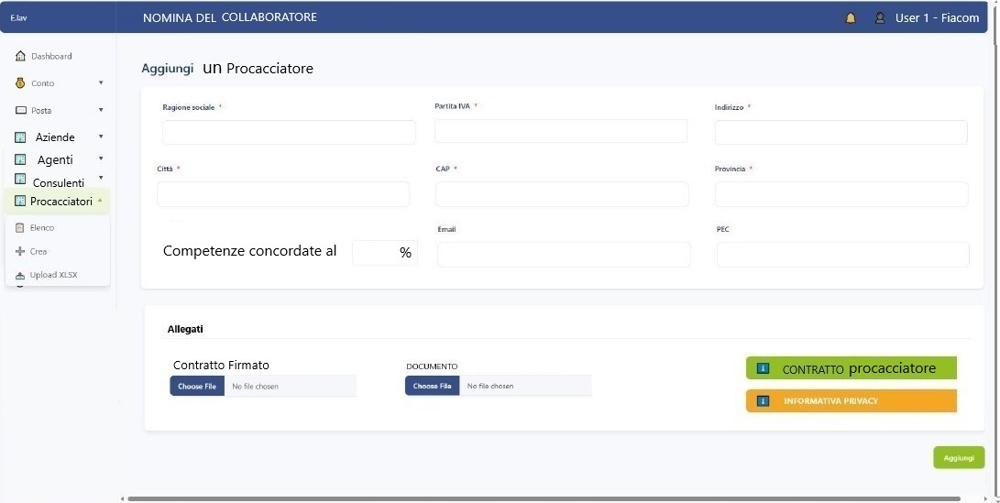 E.lav
NOMINA DEL COLLABORATORE
User 1 - Fiacom
Dashboard
Conto
Posta
Aziende
Agenti
Consulenti
Procacciatori
Elenco
Crea
Upload XLSX
Aggiungi un Procacciatore
Ragione sociale *
Partita IVA *
Indirizzo *
Città *
CAP *
Provincia *
Competenze concordate al %
Email
PEC
Allegati
Contratto Firmato
Choose File No file chosen
DOCUMENTO
Choose File No file chosen
CONTRATTO procacciatore
INFORMATIVA PRIVACY
Aggiungi